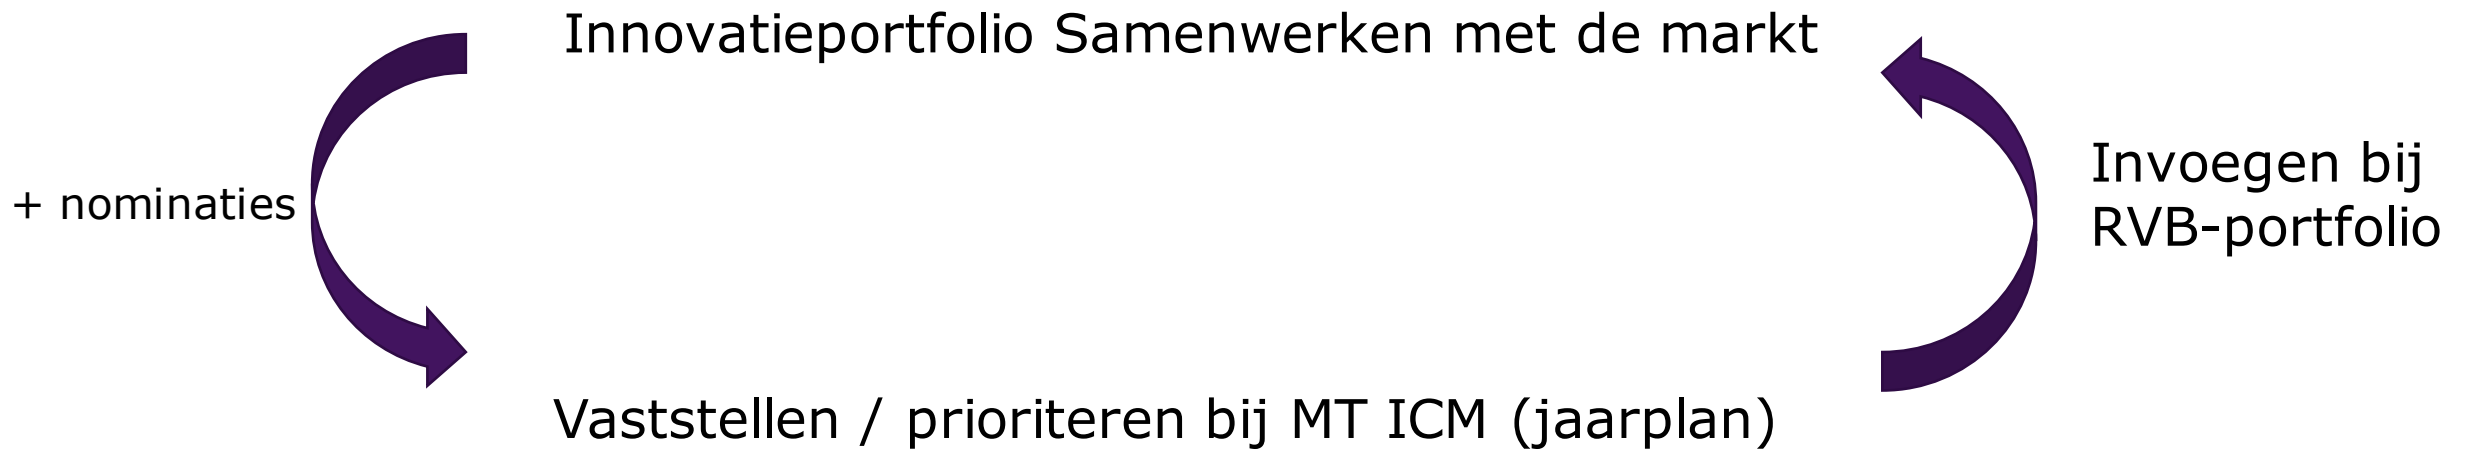 Innovatieportfolio Samenwerken met de markt
+ nominaties
Invoegen bij
RVB-portfolio
Vaststellen / prioriteren bij MT ICM (jaarplan)